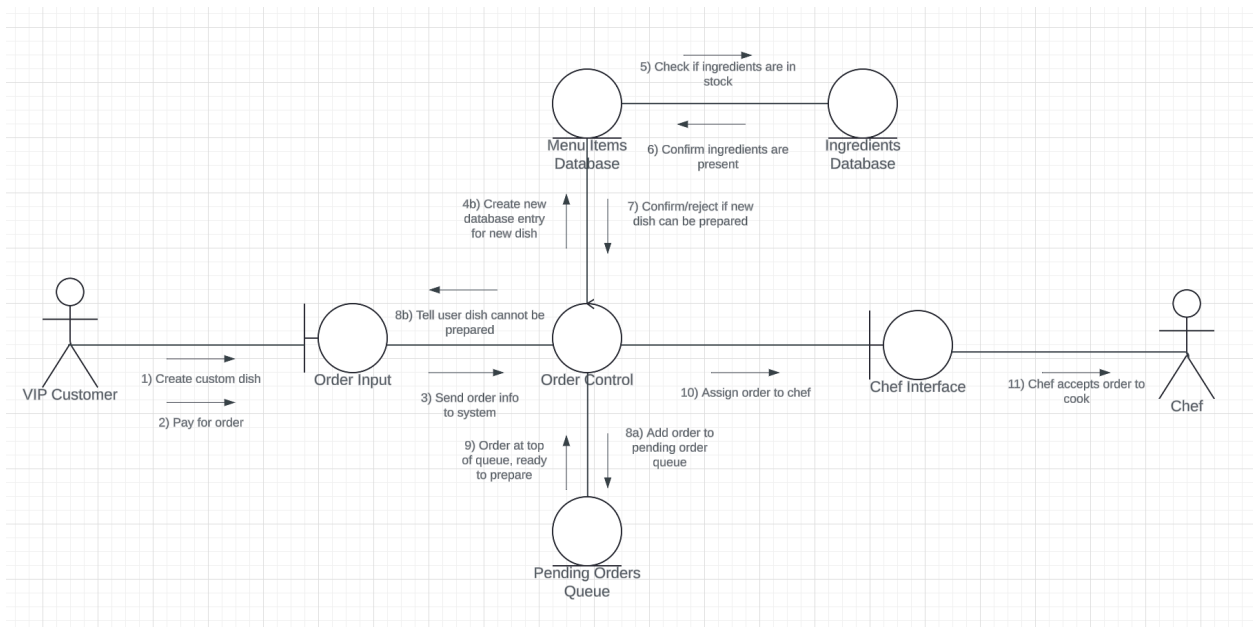 5) Check if ingredients are in
stock
Menu Items
Database
Ingredients
Database
6) Confirm ingredients are
present
4b) Create new
database entry
for new dish
7) Confirm/reject if new
dish can be prepared
8b) Tell user dish cannot be
prepared
VIP Customer
1) Create custom dish
2) Pay for order
Order Input
3) Send order info
to system
Order Control
10) Assign order to chef
Chef Interface
11) Chef accepts order to
cook
Chef
9) Order at top
of queue, ready
to prepare
8a) Add order to
pending order
queue
Pending Orders
Queue